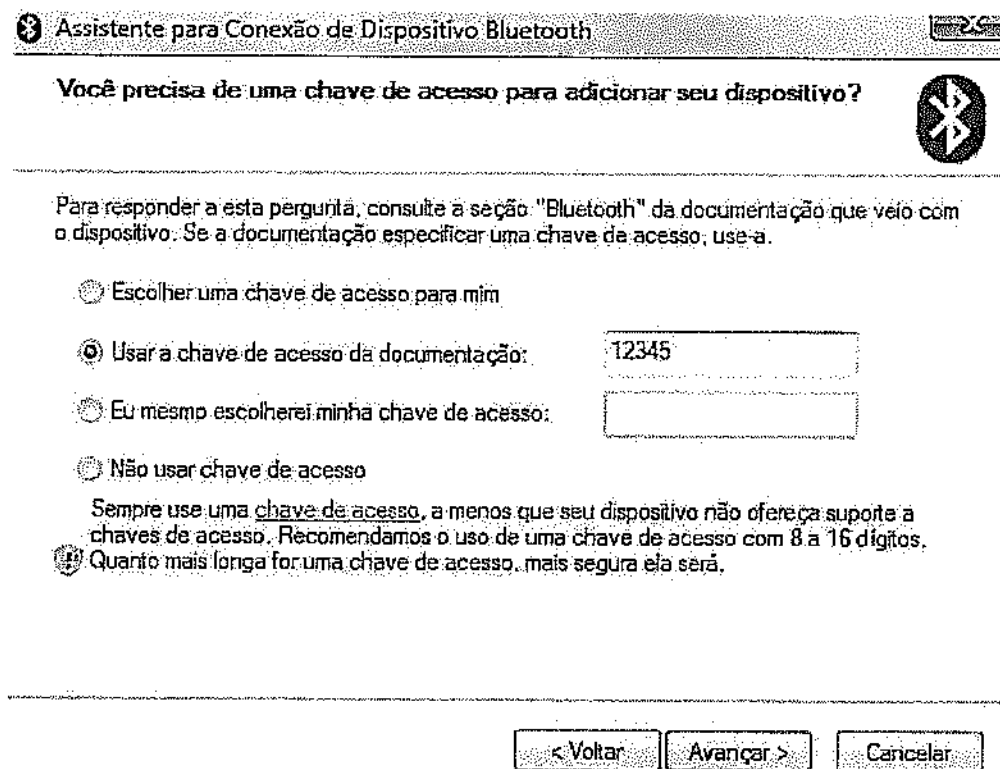 Assistente para Conexão de Dispositivo Bluetooth
Você precisa de uma chave de acesso para adicionar seu dispositivo?
Para responder a esta pergunta, consulte a seção "Bluetooth" da documentação que veio com
o dispositivo. Se a documentação especificar uma chave de acesso, use-a.
Escolher uma chave de acesso para mim
Usar a chave de acesso da documentação: 12345
Eu mesmo escolherei minha chave de acesso:
Não usar chave de acesso
Sempre use uma chave de acesso, a menos que seu dispositivo não ofereça suporte a
chaves de acesso. Recomendamos o uso de uma chave de acesso com 8 a 16 dígitos.
Quanto mais longa for uma chave de acesso, mais segura ela será.
< Voltar Avançar > Cancelar